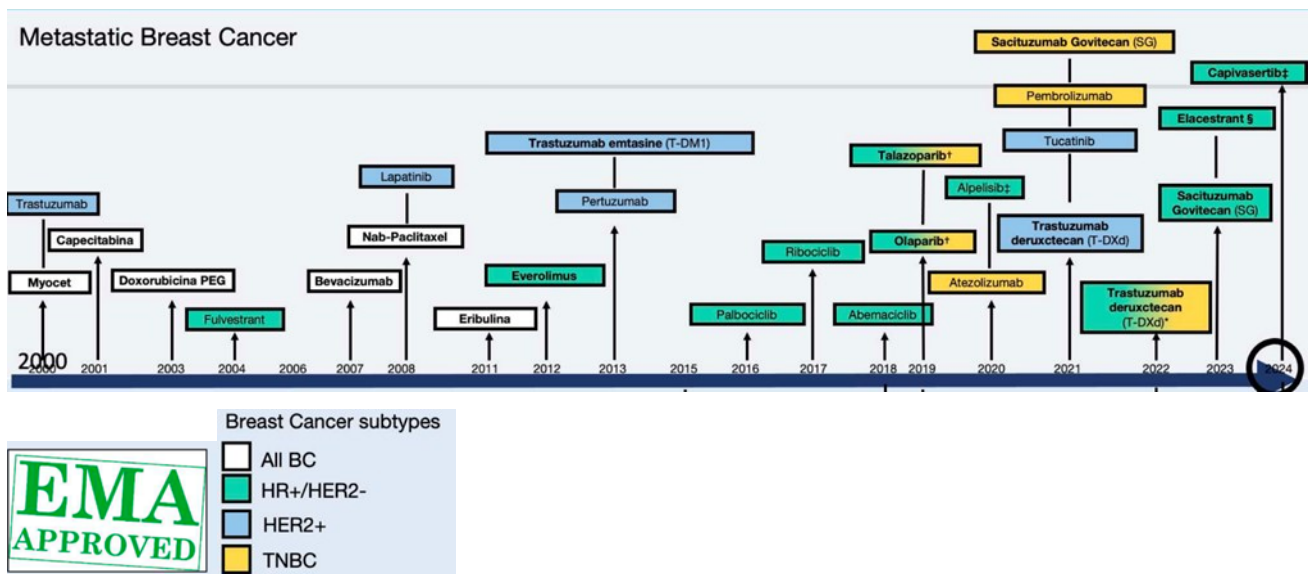 Metastatic Breast Cancer
Sacituzumab Govitecan (SG)
Capivasertib‡
Pembrolizumab
Elacestrant §
Trastuzumab emtasine (T-DM1)
Tucatinib
Talazoparib†
Lapatinib
Alpelisib‡
Trastuzumab
Pertuzumab
Sacituzumab
Govitecan (SG)
Capecitabina
Nab-Paclitaxel
Olaparib†
Trastuzumab
deruxctecan (T-DXd)
Ribociclib
Myocet
Doxorubicina PEG
Bevacizumab
Everolimus
Atezolizumab
Trastuzumab
deruxctecan
(T-DXd)*
Fulvestrant
Eribulina
Palbociclib
Abemaciclib
2000
2000 2001 2003 2004 2006 2007 2008 2011 2012 2013 2015 2016 2017 2018 2019 2020 2021 2022 2023 2024
EMA
APPROVED
Breast Cancer subtypes
All BC
HR+/HER2-
HER2+
TNBC